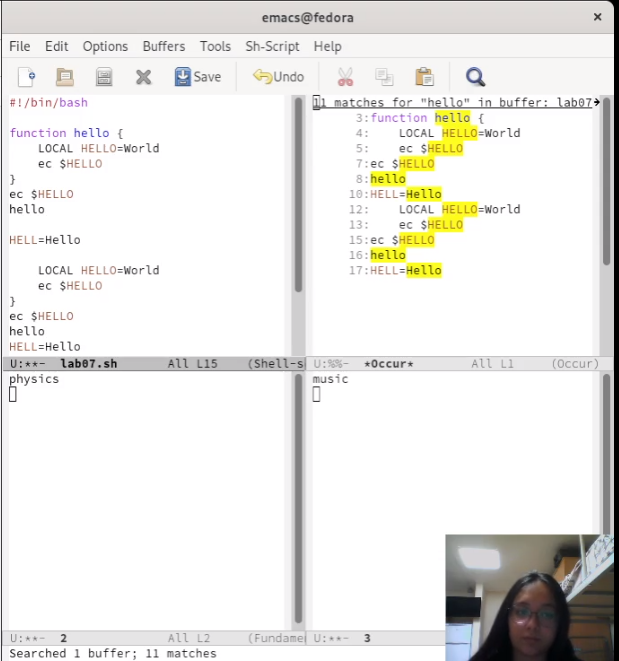 emacs@fedora
×
File Edit Options Buffers Tools Sh-Script Help
Save Undo
#!/bin/bash
function hello {
    LOCAL HELLO=World
    ec $HELLO
}
ec $HELLO
hello
HELL=Hello
    LOCAL HELLO=World
    ec $HELLO
}
ec $HELLO
hello
HELL=Hello
U:**-  lab07.sh       All L15    (Shell-s
11 matches for "hello" in buffer: lab07
3:function hello {
4:    LOCAL HELLO=World
5:    ec $HELLO
7:ec $HELLO
8:hello
10:HELL=Hello
12:    LOCAL HELLO=World
13:    ec $HELLO
15:ec $HELLO
16:hello
17:HELL=Hello
U:%%-  *Occur*        All L1     (Occur)
physics
U:**-  2              All L2     (Fundame
music
U:**-  3
Searched 1 buffer; 11 matches